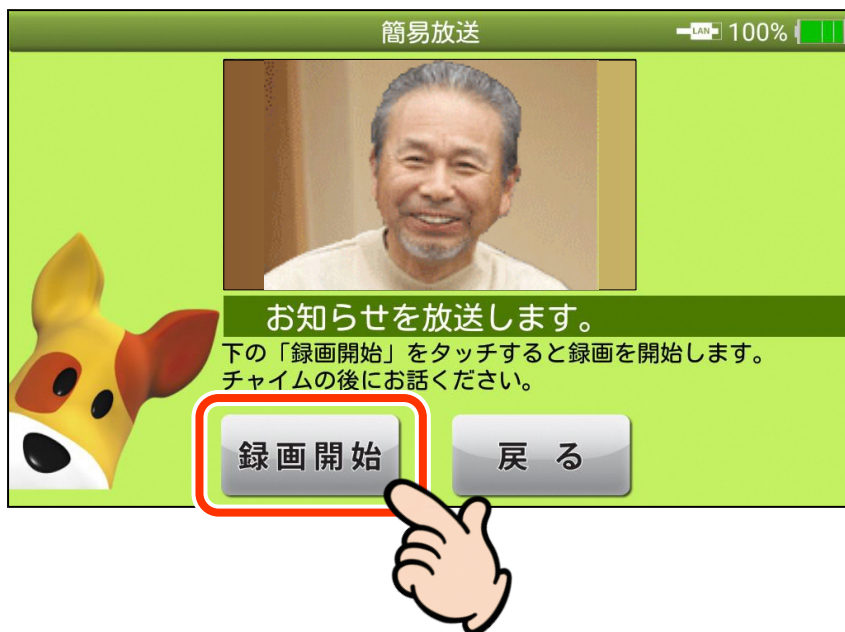 簡易放送
LAN 100%
お知らせを放送します。
下の「録画開始」をタッチすると録画を開始します。
チャイムの後にお話ください。
録画開始
戻る